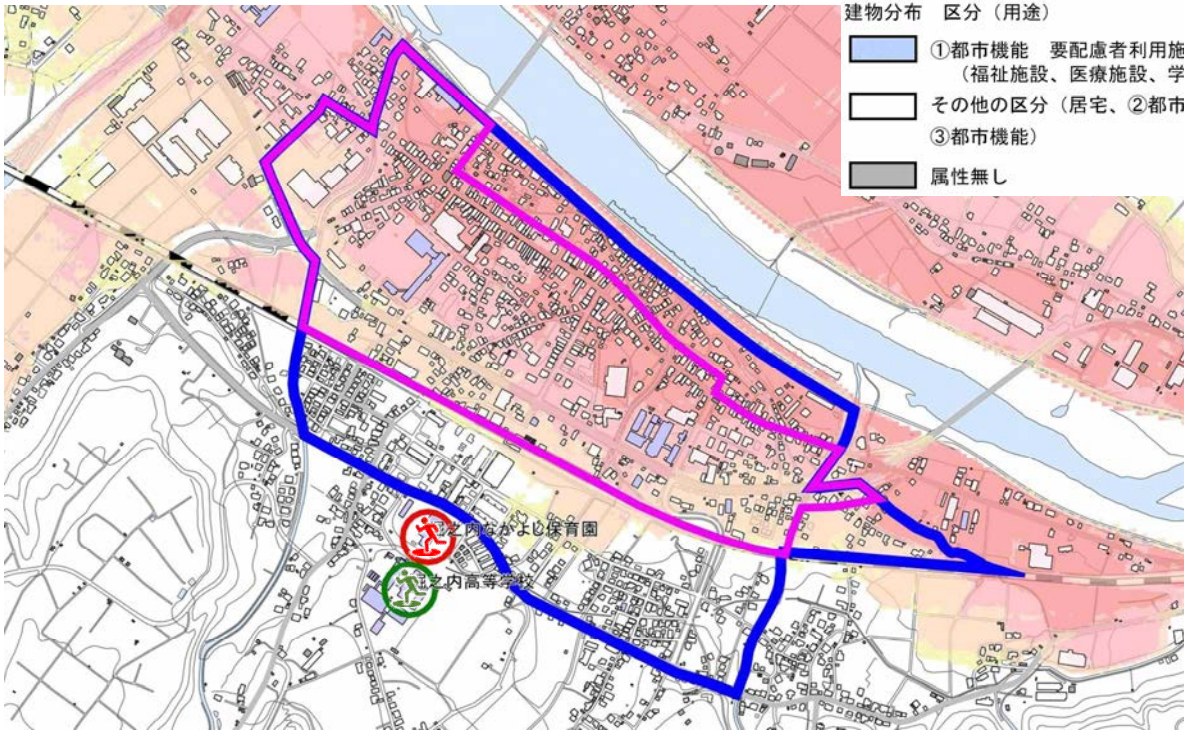 建物分布 区分（用途）
①都市機能 要配慮者利用施
（福祉施設、医療施設、学
その他の区分（居宅、②都市
③都市機能）
属性無し
之内なかよし保育園
之内高等学校